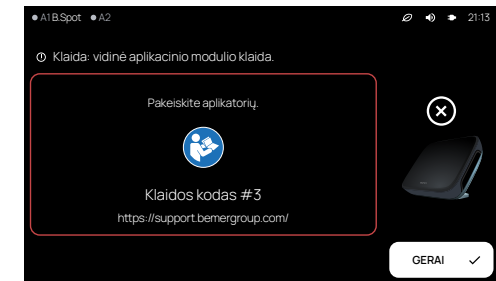 A1 B.Spot A2 21:13
Klaida: vidinė aplikacinio modulio klaida.
Pakeiskite aplikatorių.
Klaidos kodas #3
https://support.bemergroup.com/
GERAI